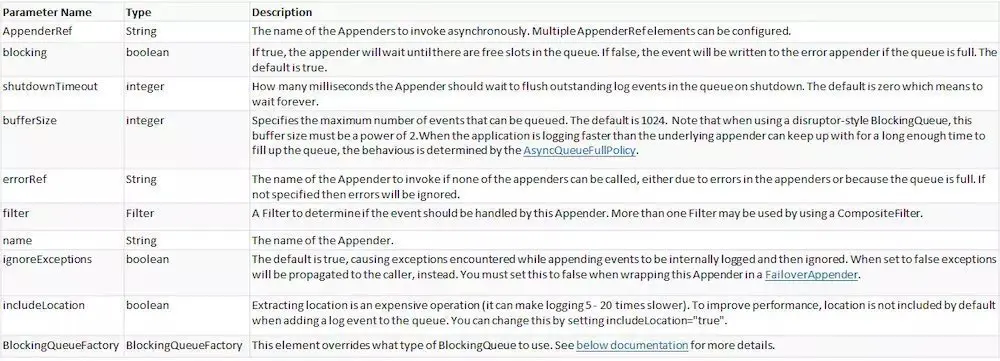 Parameter Name Type Description
AppenderRef String The name of the Appenders to invoke asynchronously. Multiple AppenderRef elements can be configured.
blocking boolean If true, the appender will wait until there are free slots in the queue. If false, the event will be written to the error appender if the queue is full. The
default is true.
shutdownTimeout integer How many milliseconds the Appender should wait to flush outstanding log events in the queue on shutdown. The default is zero which means to
wait forever.
bufferSize integer Specifies the maximum number of events that can be queued. The default is 1024. Note that when using a disruptor-style BlockingQueue, this
buffer size must be a power of 2.When the application is logging faster than the underlying appender can keep up with for a long enough time to
fill up the queue, the behavious is determined by the AsyncQueueFullPolicy.
errorRef String The name of the Appender to invoke if none of the appenders can be called, either due to errors in the appenders or because the queue is full. If
not specified then errors will be ignored.
filter Filter A Filter to determine if the event should be handled by this Appender. More than one Filter may be used by using a CompositeFilter.
name String The name of the Appender.
ignoreExceptions boolean The default is true, causing exceptions encountered while appending events to be internally logged and then ignored. When set to false exceptions
will be propagated to the caller, instead. You must set this to false when wrapping this Appender in a FailoverAppender.
includeLocation boolean Extracting location is an expensive operation (it can make logging 5 - 20 times slower). To improve performance, location is not included by default
when adding a log event to the queue. You can change this by setting includeLocation="true".
BlockingQueueFactory BlockingQueueFactory This element overrides what type of BlockingQueue to use. See below documentation for more details.